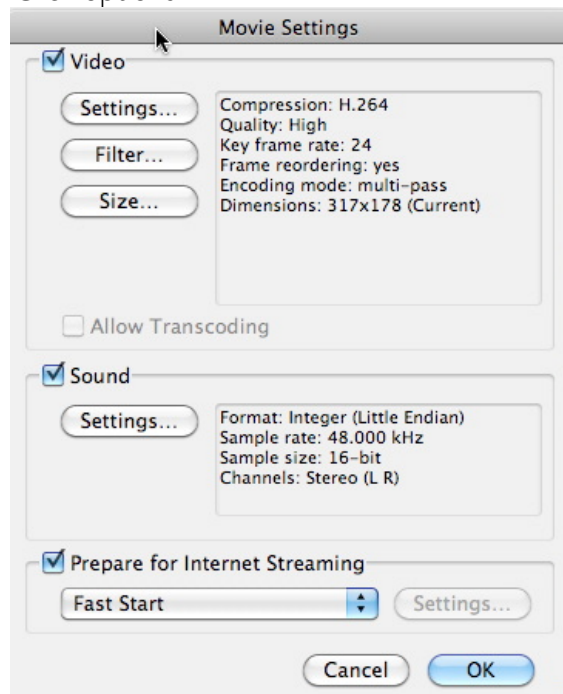 Movie Settings
Video
Settings...
Compression: H.264
Quality: High
Key frame rate: 24
Frame reordering: yes
Encoding mode: multi-pass
Dimensions: 317x178 (Current)
Filter...
Size...
Allow Transcoding
Sound
Settings...
Format: Integer (Little Endian)
Sample rate: 48.000 kHz
Sample size: 16-bit
Channels: Stereo (L R)
Prepare for Internet Streaming
Fast Start
Settings...
Cancel
OK